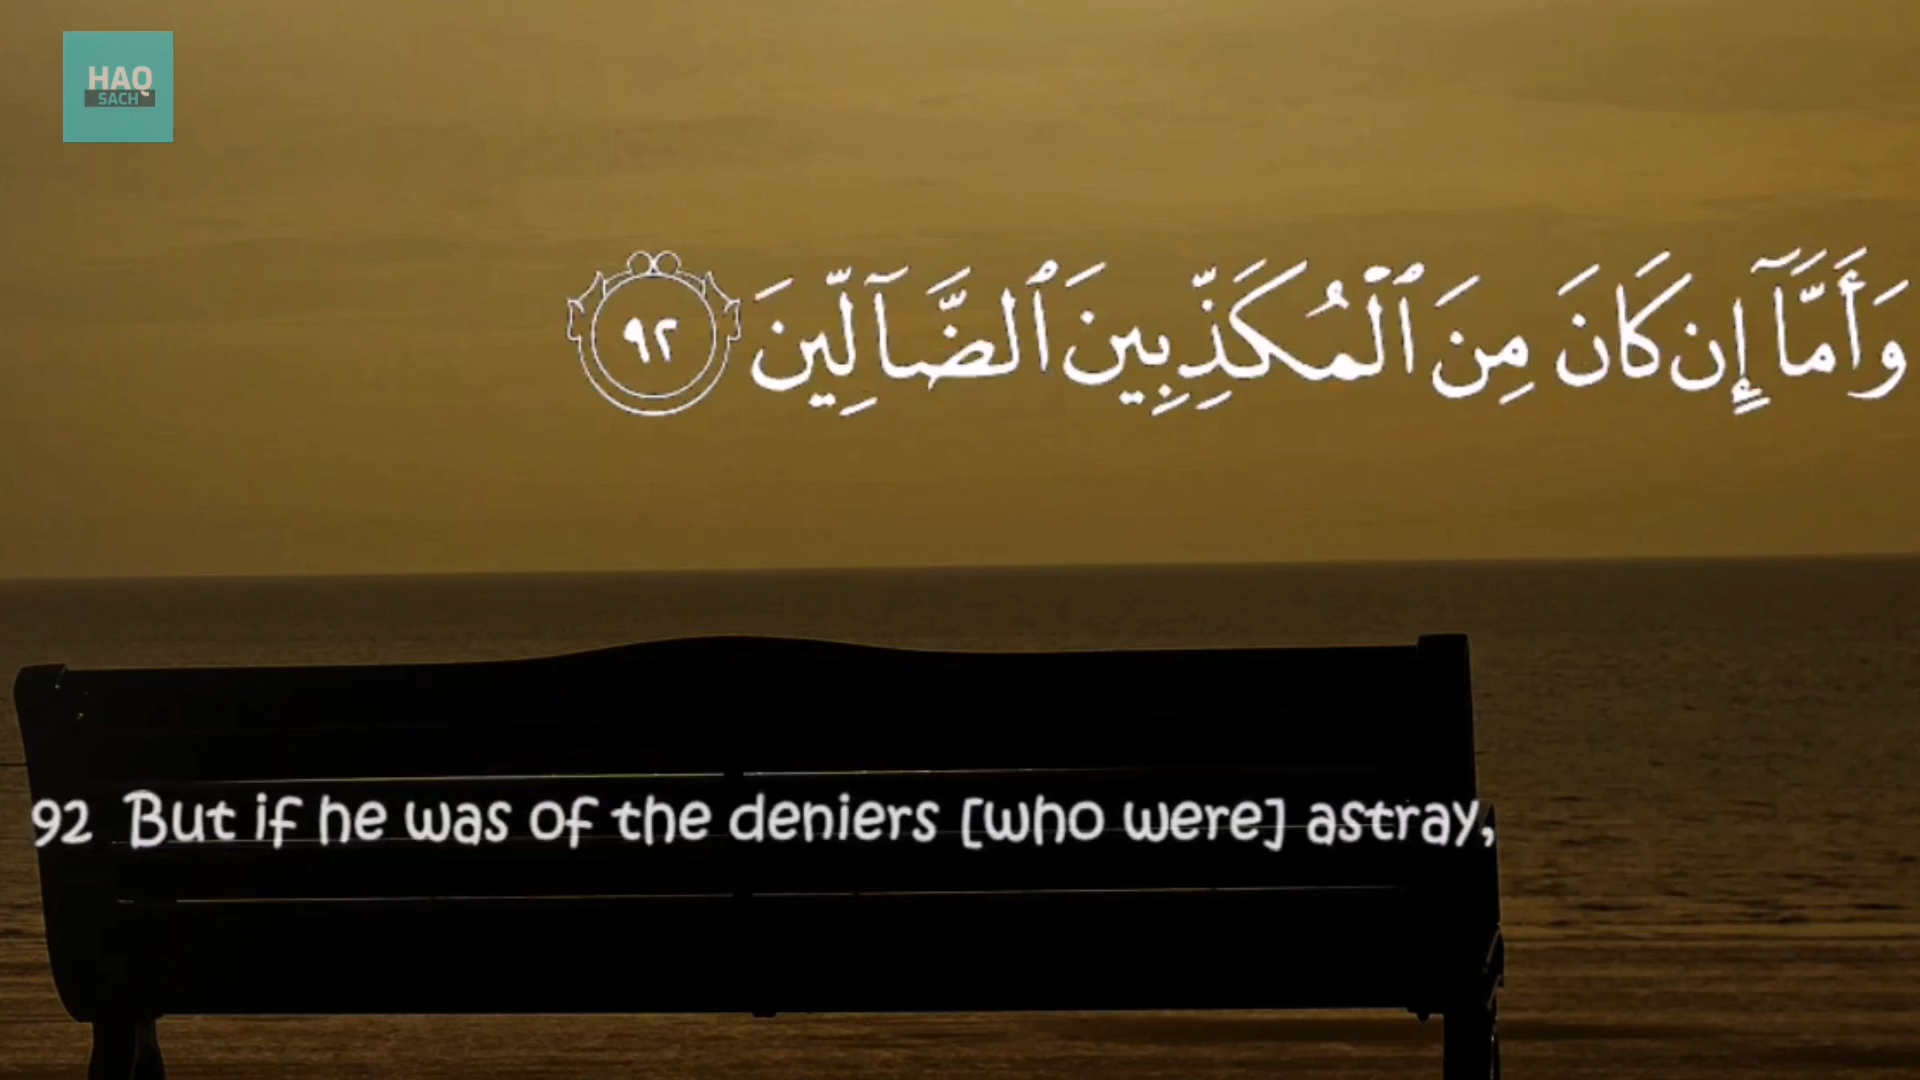 HAQ
SACH
وَأَمَّآ إِن كَانَ مِنَ ٱلْمُكَذِّبِينَ ٱلضَّآلِّينَ ٩٢
92 But if he was of the deniers [who were] astray,